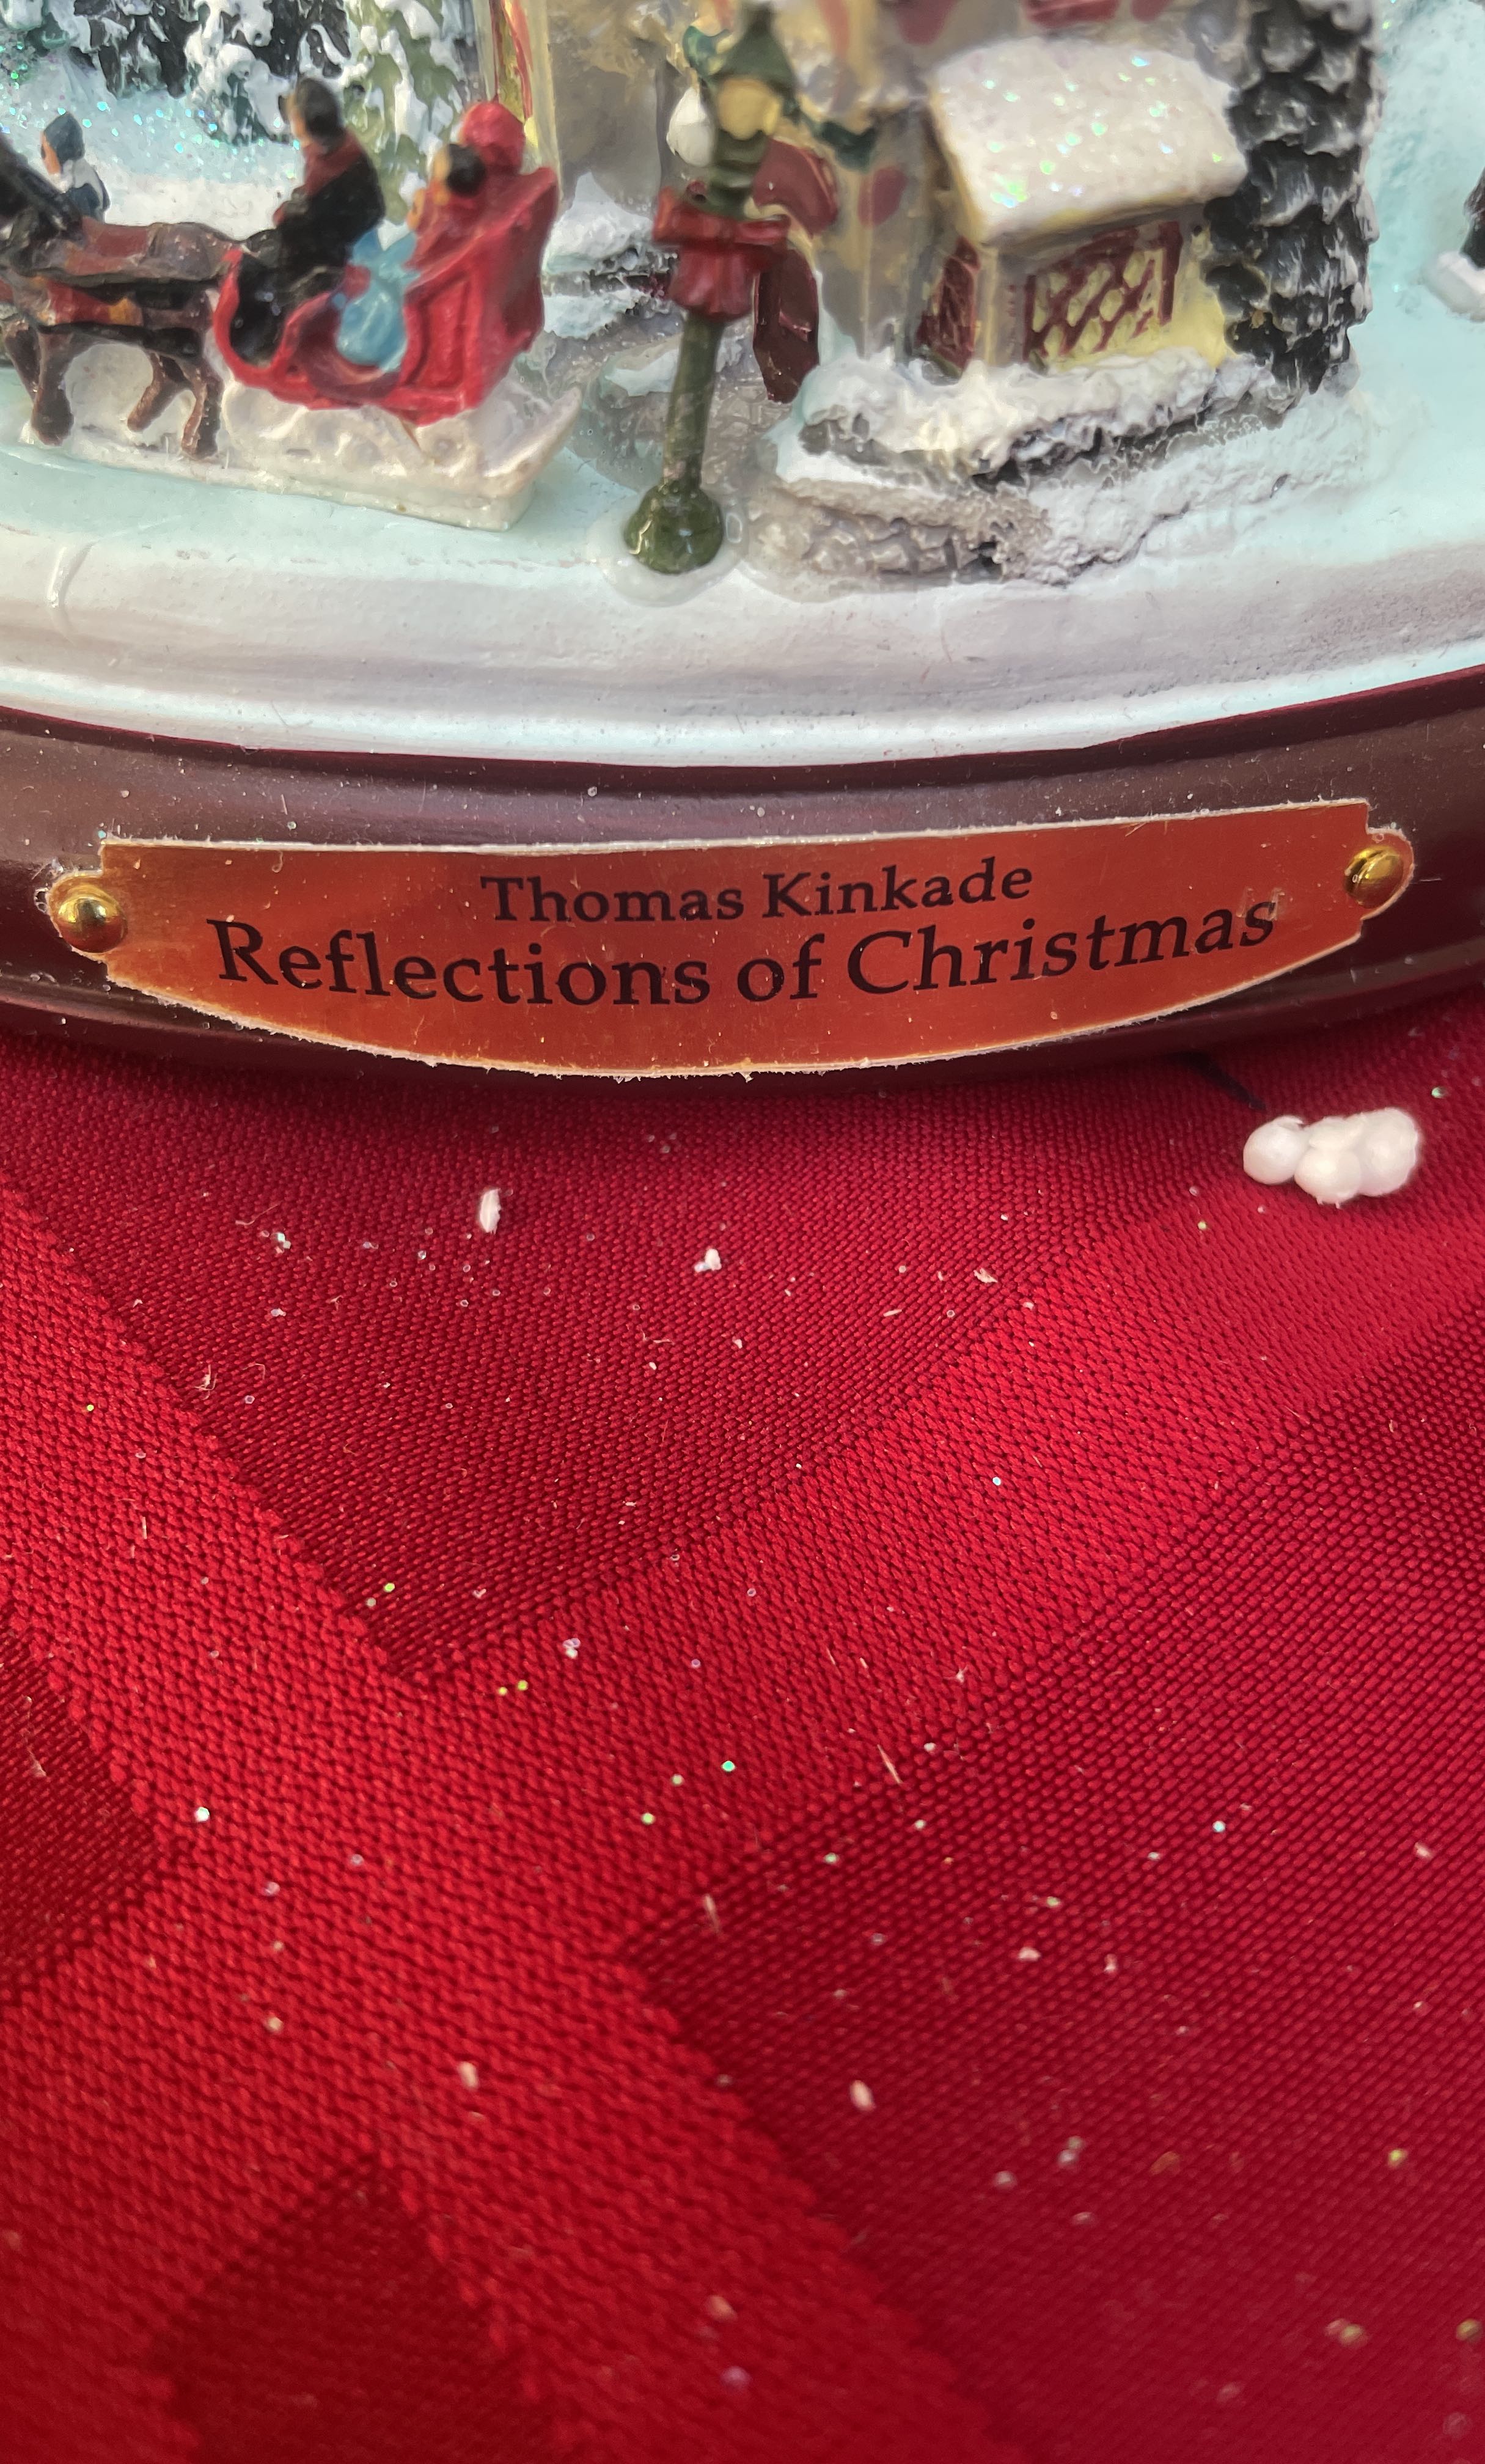 Thomas Kinkade
Reflections of Christmas